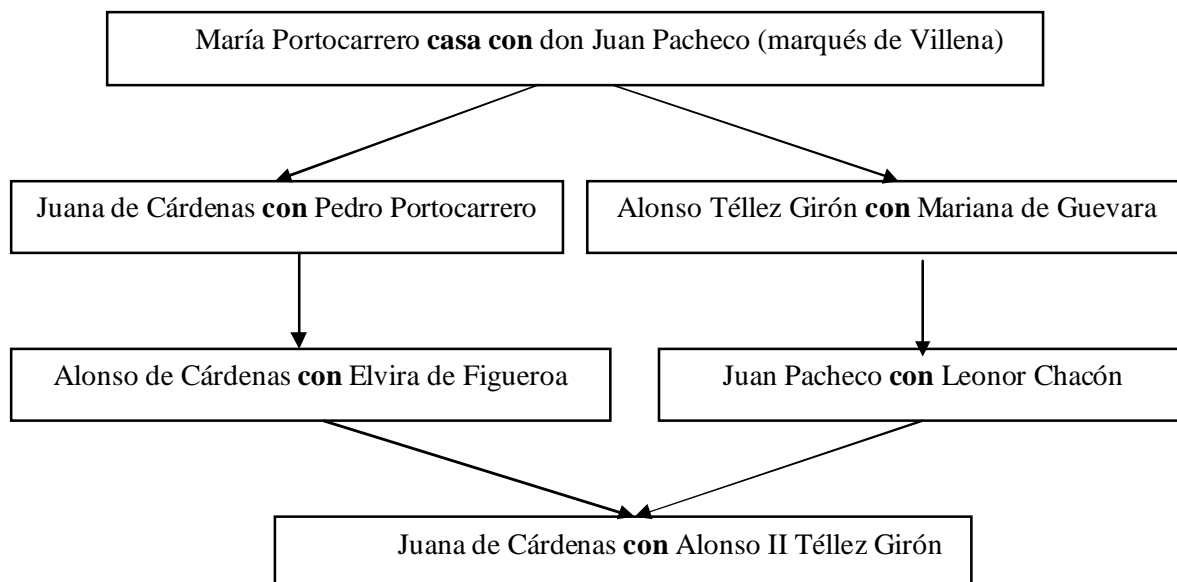 María Portocarrero casa con don Juan Pacheco (marqués de Villena)
Juana de Cárdenas con Pedro Portocarrero
Alonso Téllez Girón con Mariana de Guevara
Alonso de Cárdenas con Elvira de Figueroa
Juan Pacheco con Leonor Chacón
Juana de Cárdenas con Alonso II Téllez Girón